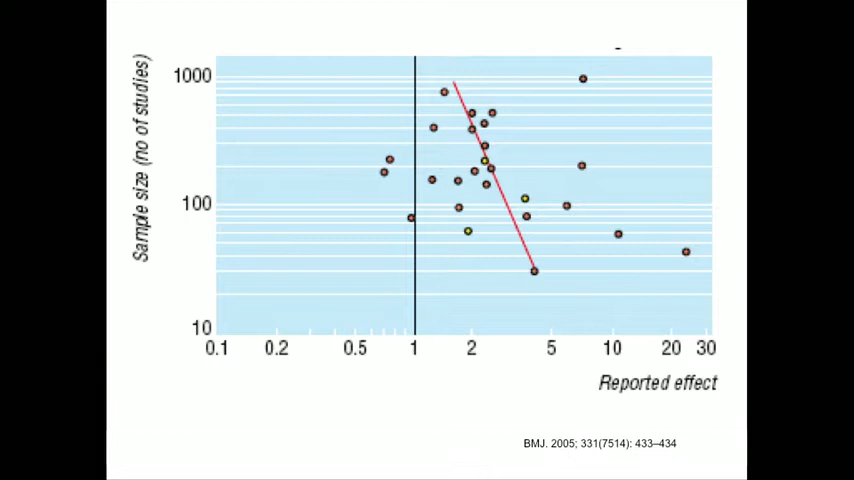 Sample size (no of studies)
1000
100
10
0.1 0.2 0.5 1 2 5 10 20 30
Reported effect
BMJ. 2005; 331(7514): 433–434